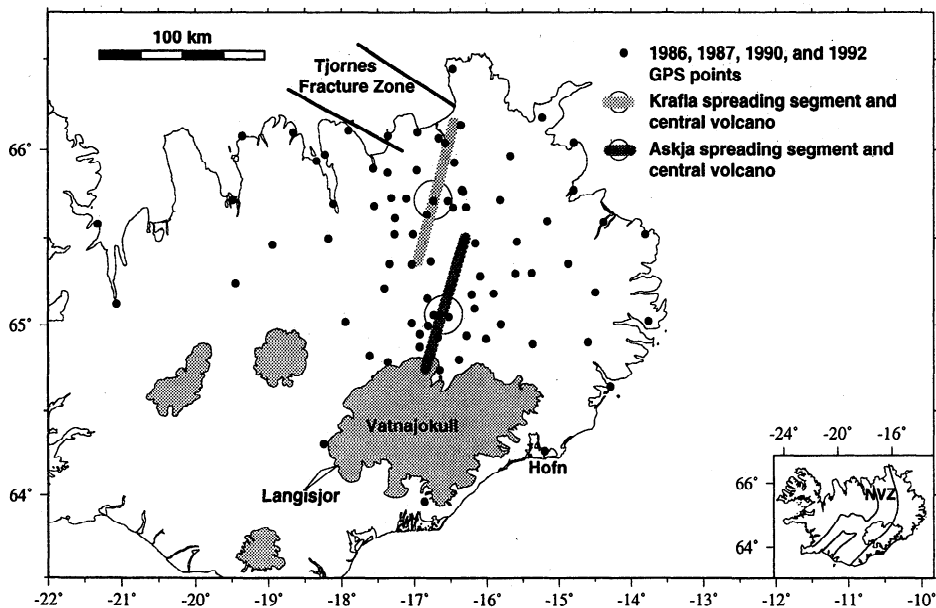 100 km
Tjornes
Fracture Zone
1986, 1987, 1990, and 1992
GPS points
Krafla spreading segment and
central volcano
Askja spreading segment and
central volcano
66°
65°
Vatnajokull
Hofn
Langisjor
64°
-24° -20° -16°
66°
NVZ
64°
-22° -21° -20° -19° -18° -17° -16° -15° -14° -13° -12° -11° -10°